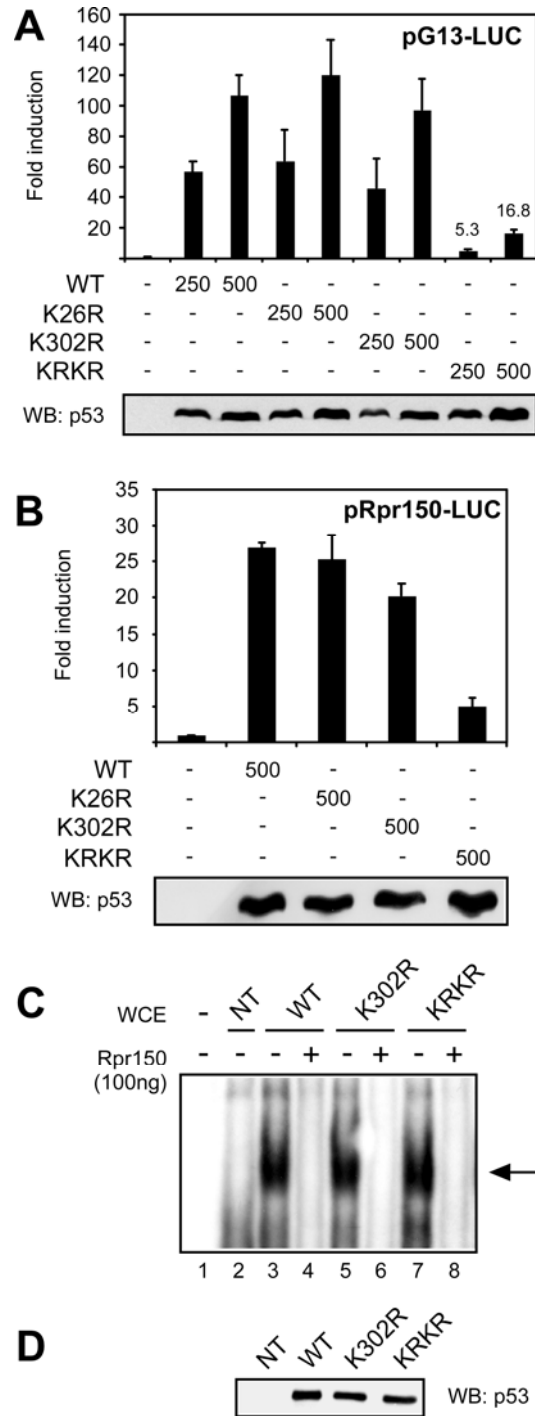 A
pG13-LUC
Fold induction
160
140
120
100
80
60
40
20
5.3
16.8
WT - 250 500 - - - - - -
K26R - - - 250 500 - - - -
K302R - - - - - 250 500 - -
KRKR - - - - - - - 250 500
WB: p53
B
pRpr150-LUC
Fold induction
35
30
25
20
15
10
5
WT - 500 - - -
K26R - - 500 - -
K302R - - - 500 -
KRKR - - - - 500
WB: p53
C
WCE - NT WT K302R KRKR
Rpr150 - - - + - + - +
(100ng)
1 2 3 4 5 6 7 8
D
NT WT K302R KRKR
WB: p53